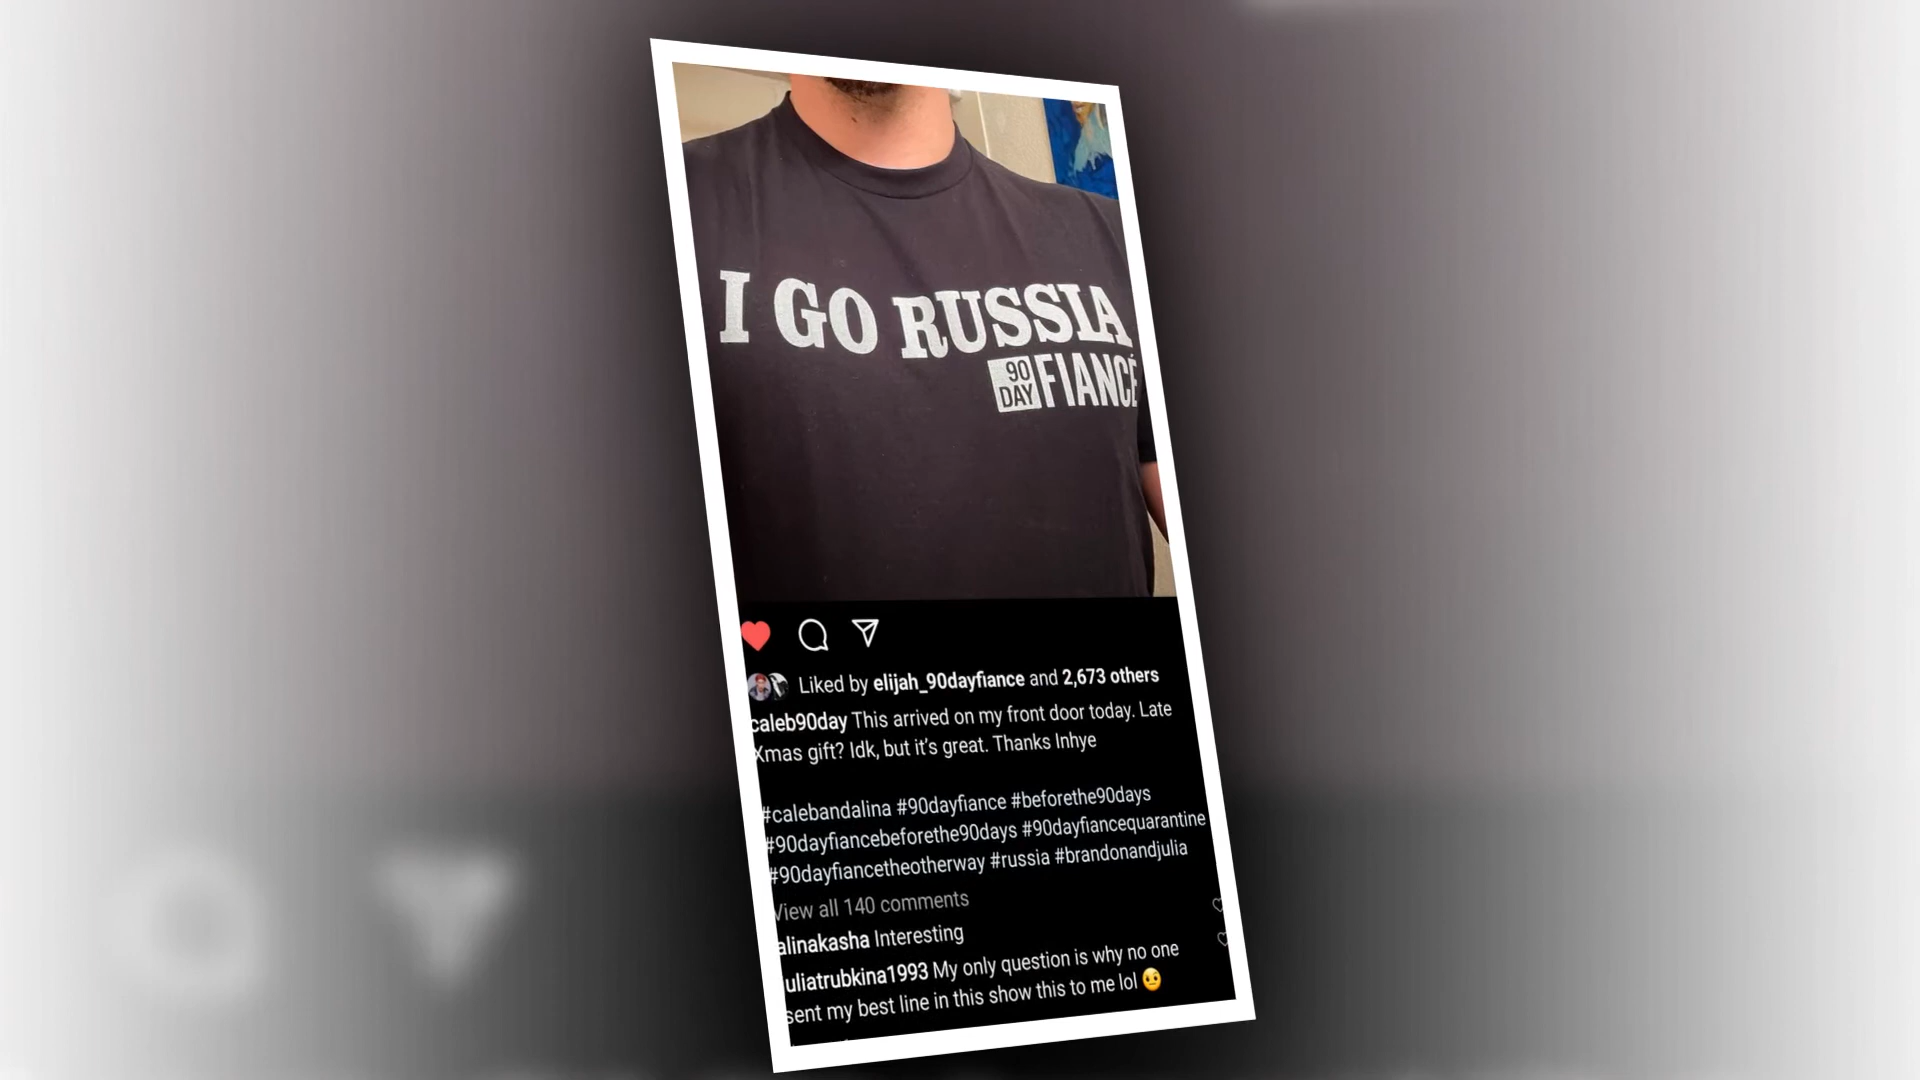 I GO RUSSIA
90 DAY FIANCÉ
Liked by elijah_90dayfiance and 2,673 others
caleb90day This arrived on my front door today. Late
Xmas gift? Idk, but it's great. Thanks Inhye
#calebandalina #90dayfiance #beforethe90days
#90dayfiancebeforethe90days #90dayfiancequarantine
#90dayfiancetheotherway #russia #brandonandjulia
View all 140 comments
alinakasha Interesting
uliatrubkina1993 My only question is why no one
sent my best line in this show this to me lol 🤨